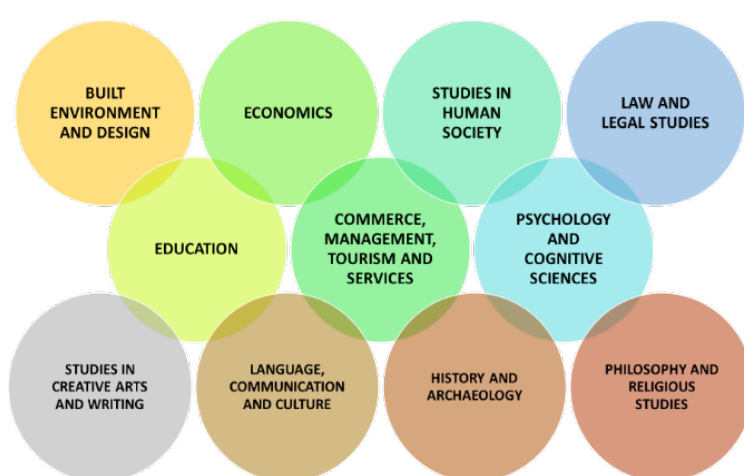 BUILT
ENVIRONMENT
AND DESIGN
ECONOMICS
STUDIES IN
HUMAN
SOCIETY
LAW AND
LEGAL STUDIES
EDUCATION
COMMERCE,
MANAGEMENT,
TOURISM AND
SERVICES
PSYCHOLOGY
AND
COGNITIVE
SCIENCES
STUDIES IN
CREATIVE ARTS
AND WRITING
LANGUAGE,
COMMUNICATION
AND CULTURE
HISTORY AND
ARCHAEOLOGY
PHILOSOPHY AND
RELIGIOUS
STUDIES